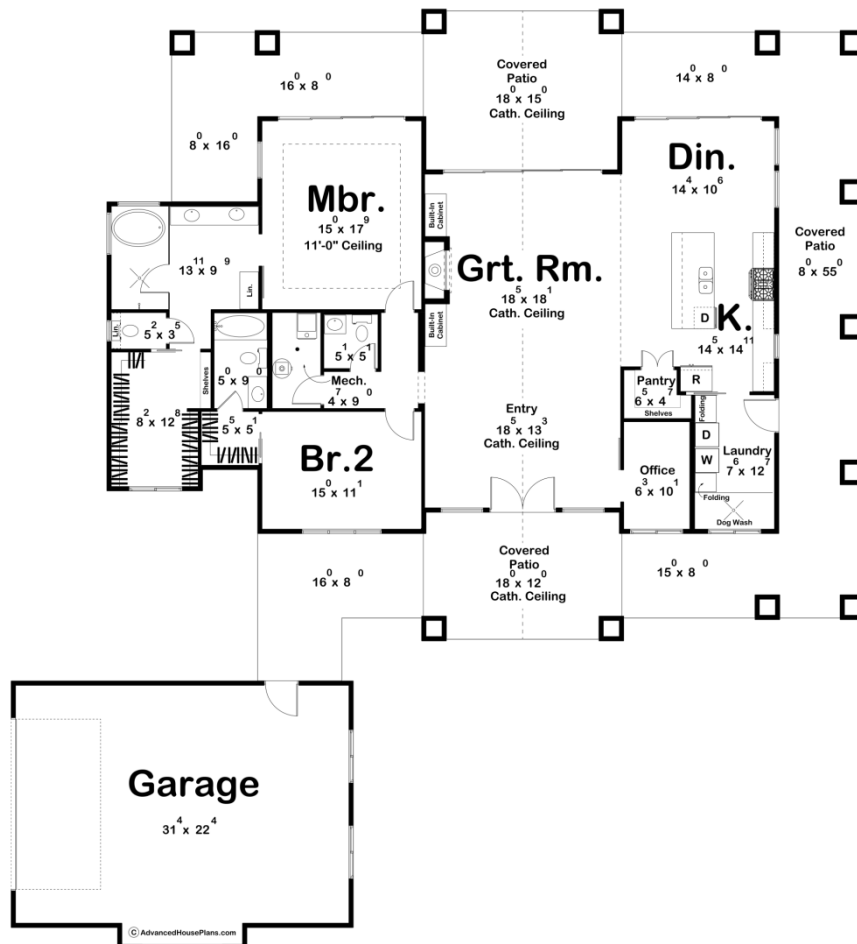 Covered
Patio
18⁰ x 15⁰
Cath. Ceiling
16⁰ x 8⁰
14⁰ x 8⁰
8⁰ x 16⁰
Mbr.
15⁰ x 17⁹
11'-0" Ceiling
Din.
14⁴ x 10⁶
Built-In
Cabinet
Covered
Patio
8⁰ x 55⁰
13¹¹ x 9⁹
Lin.
Grt. Rm.
18⁵ x 18¹
Cath. Ceiling
D
K.
14⁵ x 14¹¹
Built-In
Cabinet
Lin.
5² x 3⁵
5¹ x 5¹
Shelves
5⁰ x 9⁰
Mech.
4⁷ x 9⁰
Pantry
6⁵ x 4⁷
Shelves
R
Folding
8² x 12⁸
5⁵ x 5¹
Entry
18⁵ x 13³
Cath. Ceiling
D
W
Laundry
7⁶ x 12⁷
Br.2
15⁰ x 11¹
Office
6³ x 10¹
Folding
Dog Wash
16⁰ x 8⁰
Covered
Patio
18⁰ x 12⁰
Cath. Ceiling
15⁰ x 8⁰
Garage
31⁴ x 22⁴
© AdvancedHousePlans.com